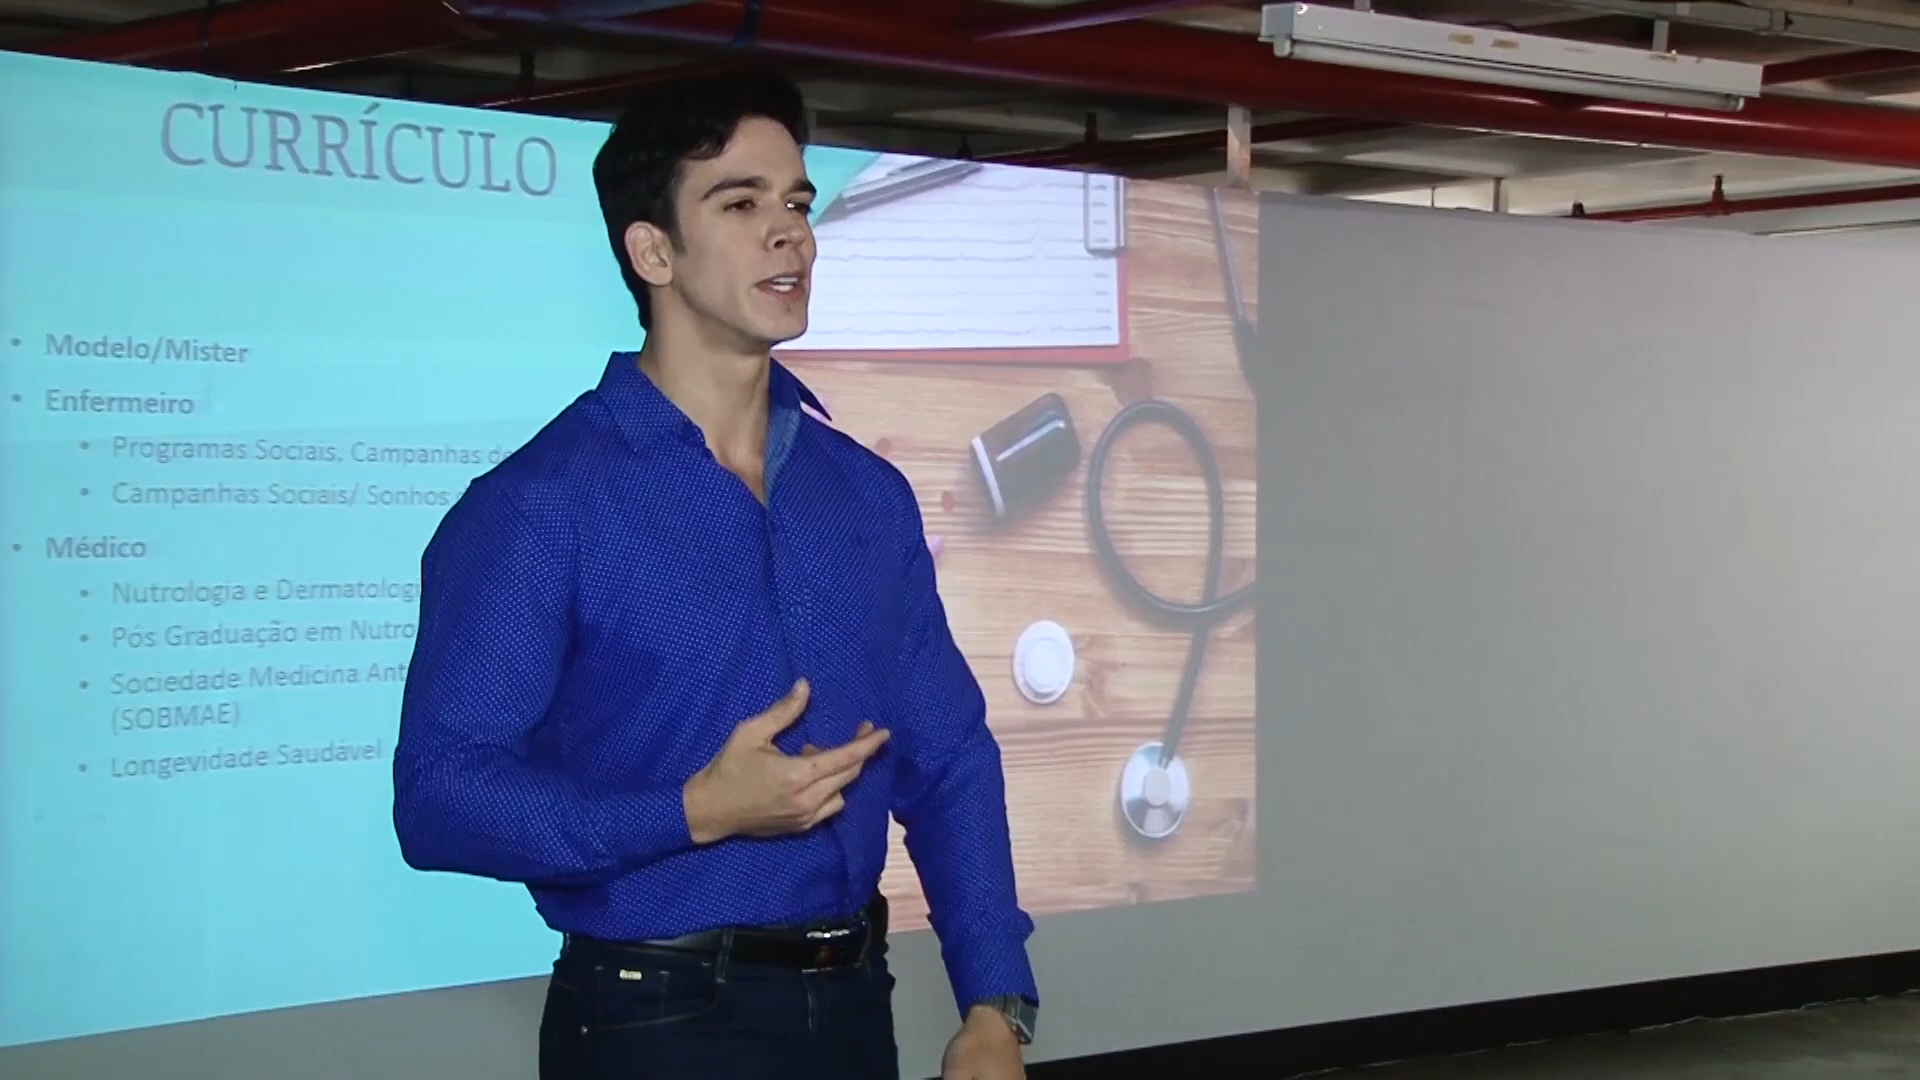 CURRÍCULO
• Modelo/Mister
• Enfermeiro
• Programas Sociais, Campanhas de
• Campanhas Sociais/ Sonhos
• Médico
• Nutrologia e Dermatologi
• Pós Graduação em Nutro
• Sociedade Medicina Ant
(SOBMAE)
• Longevidade Saudável